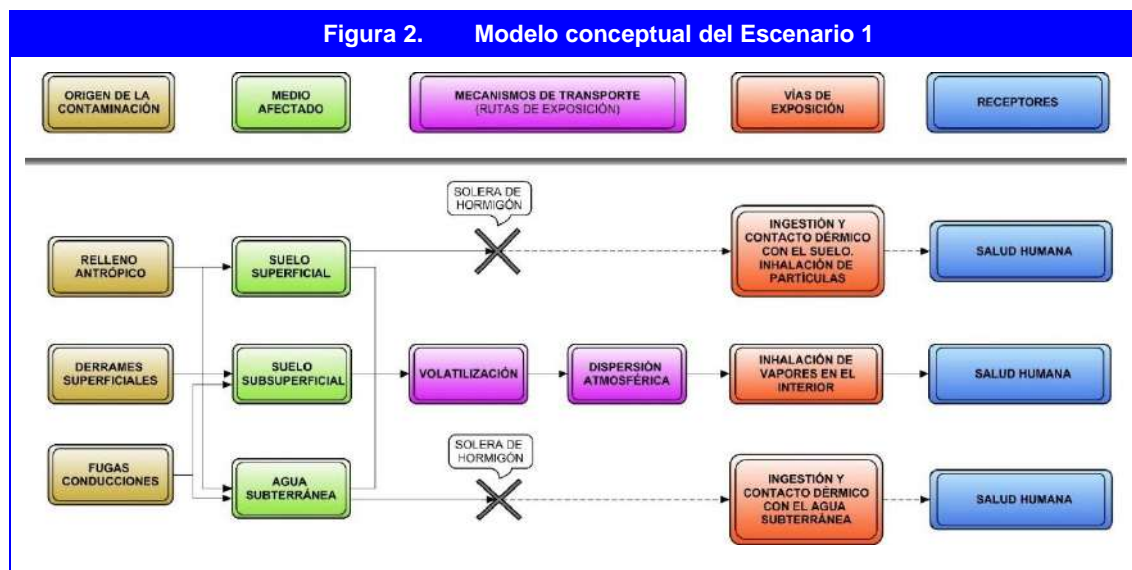 Figura 2. Modelo conceptual del Escenario 1
ORIGEN DE LA
CONTAMINACIÓN
MEDIO
AFECTADO
MECANISMOS DE TRANSPORTE
(RUTAS DE EXPOSICIÓN)
VÍAS DE
EXPOSICIÓN
RECEPTORES
SOLERA DE
HORMIGÓN
RELLENO
ANTRÓPICO
SUELO
SUPERFICIAL
INGESTIÓN Y
CONTACTO DÉRMICO
CON EL SUELO.
INHALACIÓN DE
PARTÍCULAS
SALUD HUMANA
DERRAMES
SUPERFICIALES
SUELO
SUBSUPERFICIAL
VOLATILIZACIÓN
DISPERSIÓN
ATMOSFÉRICA
INHALACIÓN DE
VAPORES EN EL
INTERIOR
SALUD HUMANA
SOLERA DE
HORMIGÓN
FUGAS
CONDUCCIONES
AGUA
SUBTERRÁNEA
INGESTIÓN Y
CONTACTO DÉRMICO
CON EL AGUA
SUBTERRÁNEA
SALUD HUMANA